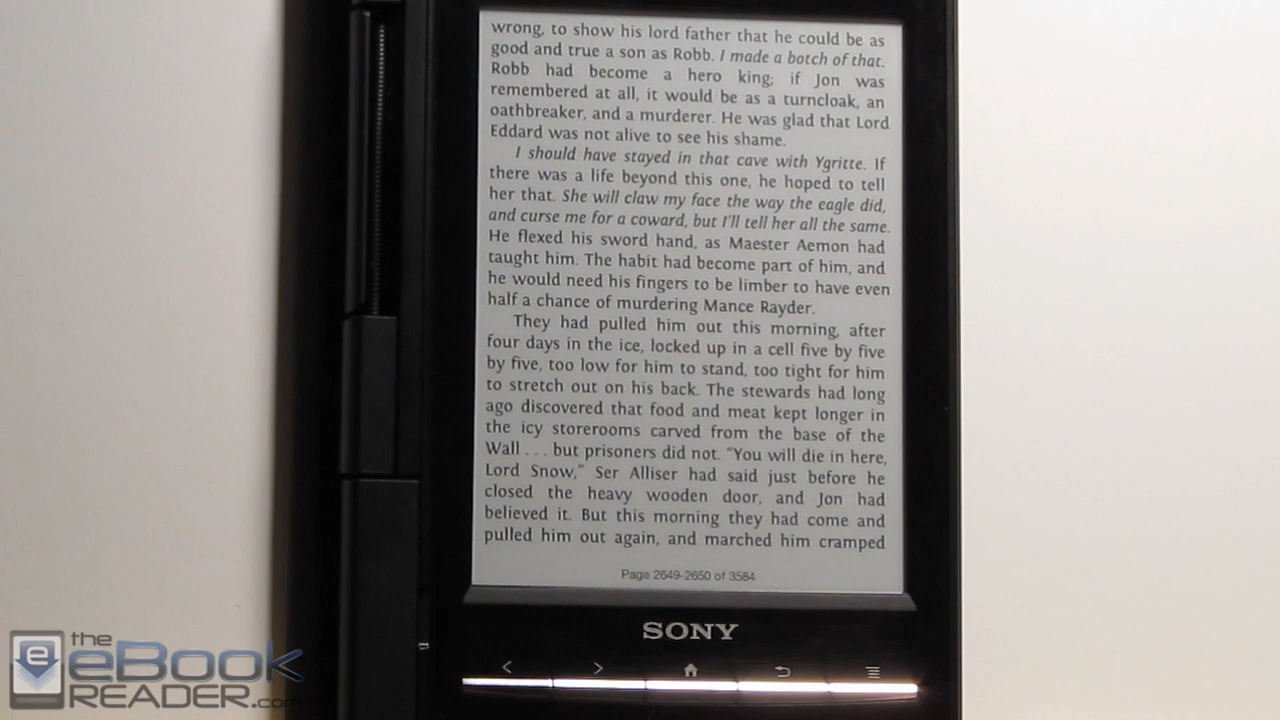 wrong, to show his lord father that he could be as
good and true a son as Robb. I made a botch of that.
Robb had become a hero king; if Jon was
remembered at all, it would be as a turncloak, an
oathbreaker, and a murderer. He was glad that Lord
Eddard was not alive to see his shame.
I should have stayed in that cave with Ygritte. If
there was a life beyond this one, he hoped to tell
her that. She will claw my face the way the eagle did,
and curse me for a coward, but I'll tell her all the same.
He flexed his sword hand, as Maester Aemon had
taught him. The habit had become part of him, and
he would need his fingers to be limber to have even
half a chance of murdering Mance Rayder.
They had pulled him out this morning, after
four days in the ice, locked up in a cell five by five
by five, too low for him to stand, too tight for him
to stretch out on his back. The stewards had long
ago discovered that food and meat kept longer in
the icy storerooms carved from the base of the
Wall . . . but prisoners did not. “You will die in here,
Lord Snow,” Ser Alliser had said just before he
closed the heavy wooden door, and Jon had
believed it. But this morning they had come and
pulled him out again, and marched him cramped
Page 2649-2650 of 3584
SONY
the
eBook
READER.com